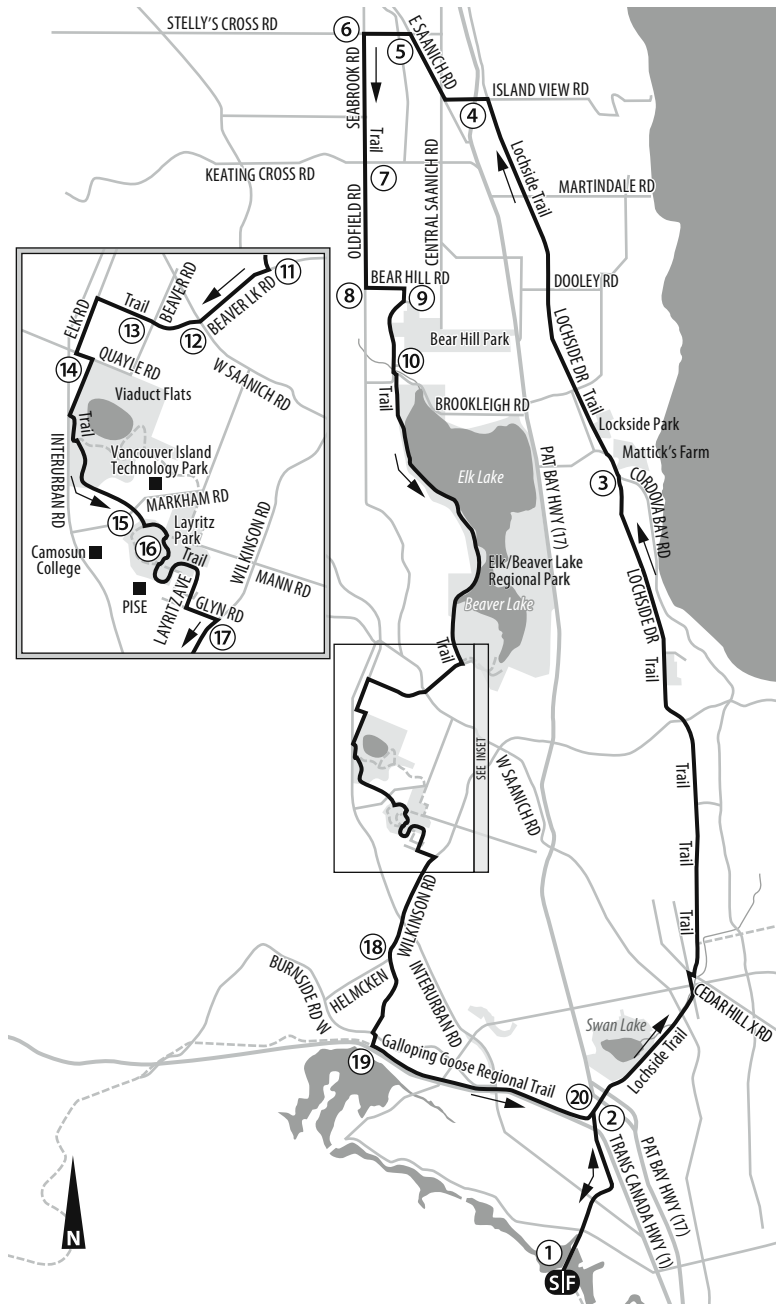 STELLY'S CROSS RD
6
5
E SAANICH RD
SEABROOK RD
Trail
4
ISLAND VIEW RD
Lochside Trail
KEATING CROSS RD
7
CENTRAL SAANICH RD
MARTINDALE RD
OLDFIELD RD
8
BEAR HILL RD
9
DOOLEY RD
LOCHSIDE DR
Trail
Bear Hill Park
10
Trail
BROOKLEIGH RD
Lockside Park
Mattick's Farm
Elk Lake
PAT BAY HWY (17)
3
CORDOVA BAY RD
Elk/Beaver Lake
Regional Park
Beaver Lake
LOCHSIDE DR
Trail
Trail
11
BEAVER LK RD
BEAVER RD
Trail
12
13
ELK RD
14
QUAYLE RD
W SAANICH RD
Viaduct Flats
Trail
INTERURBAN RD
Vancouver Island
Technology Park
MARKHAM RD
15
16
Layritz
Park
Trail
WILKINSON RD
Camosun
College
PISE
MANN RD
LAYRITZ AVE
GLYN RD
17
SEE INSET
W SAANICH RD
Trail
Trail
Trail
WILKINSON RD
18
HELMCKEN
BURNSIDE RD W
INTERURBAN RD
CEDAR HILL X RD
Swan Lake
Lochside Trail
19
Galloping Goose Regional Trail
20
2
TRANS CANADA HWY (1)
PAT BAY HWY (17)
N
1
S|F